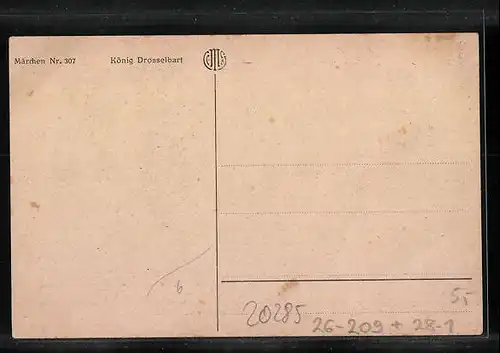 Märchen Nr. 307 König Drosselbart
5,-
6
20285
26-209 + 28-1